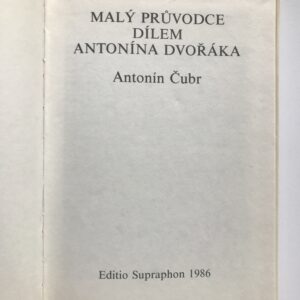 MALÝ PRŮVODCE
DÍLEM
ANTONÍNA DVOŘÁKA
Antonín Čubr
Editio Supraphon 1986